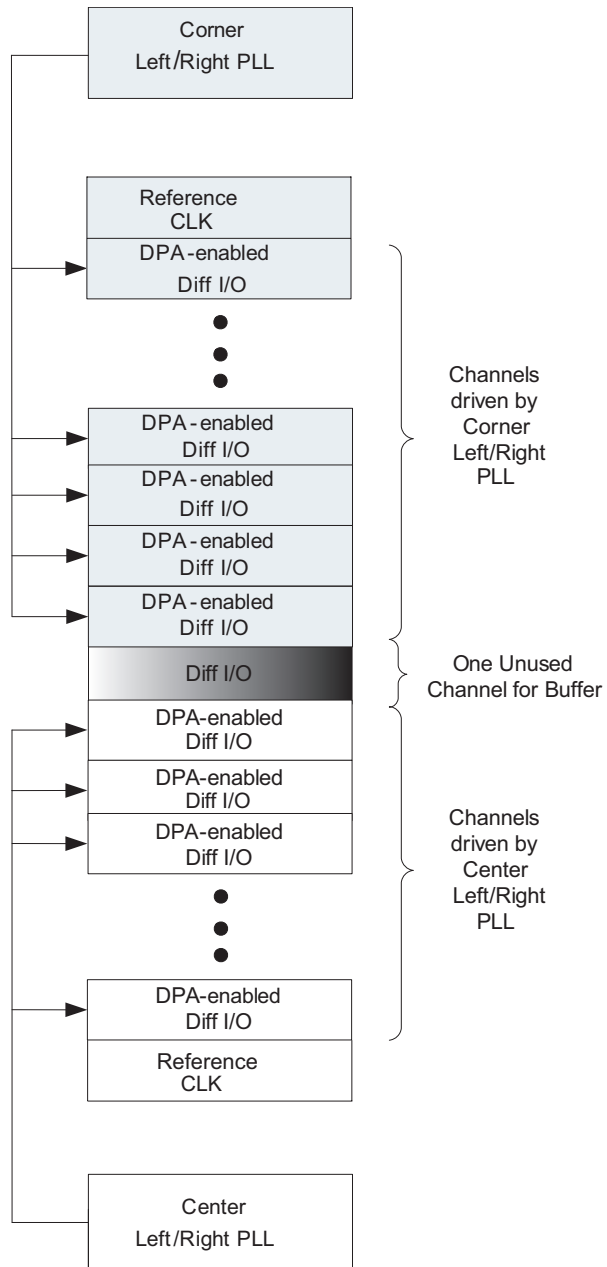 Corner
Left/Right PLL
Reference
CLK
DPA-enabled
Diff I/O
DPA-enabled
Diff I/O
DPA-enabled
Diff I/O
DPA-enabled
Diff I/O
DPA-enabled
Diff I/O
Channels
driven by
Corner
Left/Right
PLL
Diff I/O
One Unused
Channel for Buffer
DPA-enabled
Diff I/O
DPA-enabled
Diff I/O
DPA-enabled
Diff I/O
Channels
driven by
Center
Left/Right
PLL
DPA-enabled
Diff I/O
Reference
CLK
Center
Left/Right PLL